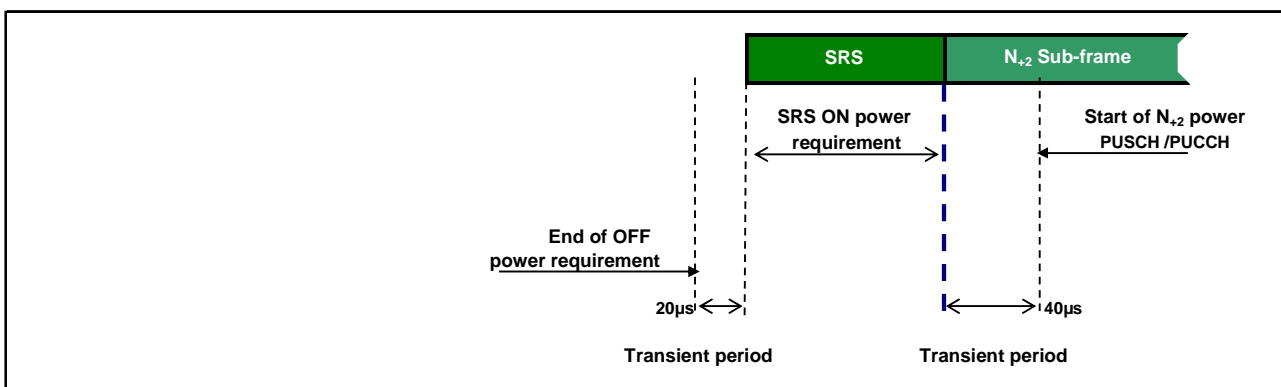 SRS
N+2 Sub-frame
SRS ON power
requirement
Start of N+2 power
PUSCH /PUCCH
End of OFF
power requirement
20µs
40µs
Transient period
Transient period